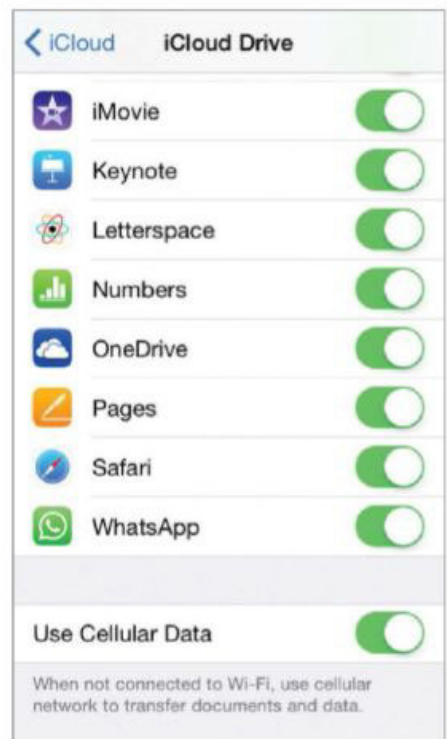 iCloud iCloud Drive
iMovie
Keynote
Letterspace
Numbers
OneDrive
Pages
Safari
WhatsApp
Use Cellular Data
When not connected to Wi-Fi, use cellular
network to transfer documents and data.